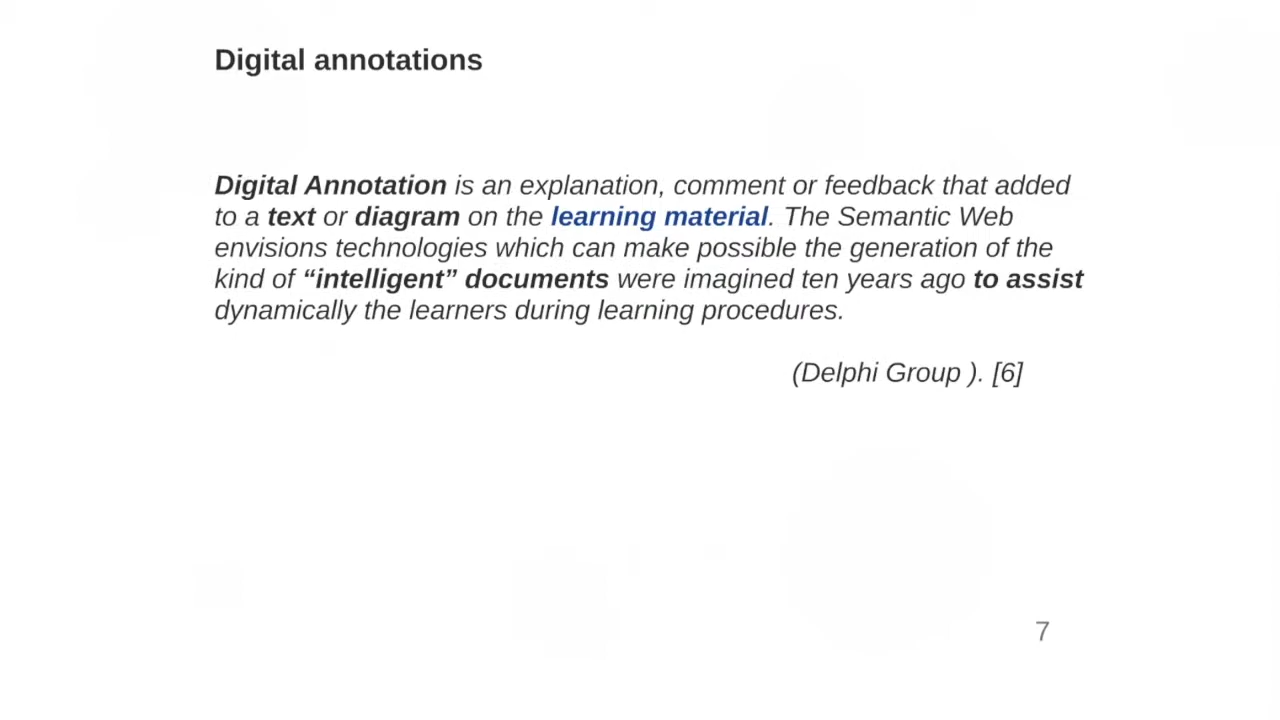 Digital annotations
Digital Annotation is an explanation, comment or feedback that added
to a text or diagram on the learning material. The Semantic Web
envisions technologies which can make possible the generation of the
kind of “intelligent” documents were imagined ten years ago to assist
dynamically the learners during learning procedures.
(Delphi Group ). [6]
7